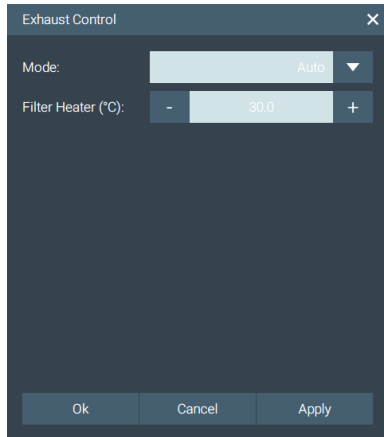 Exhaust Control
Mode: Auto
Filter Heater (°C): - 30.0 +
Ok Cancel Apply